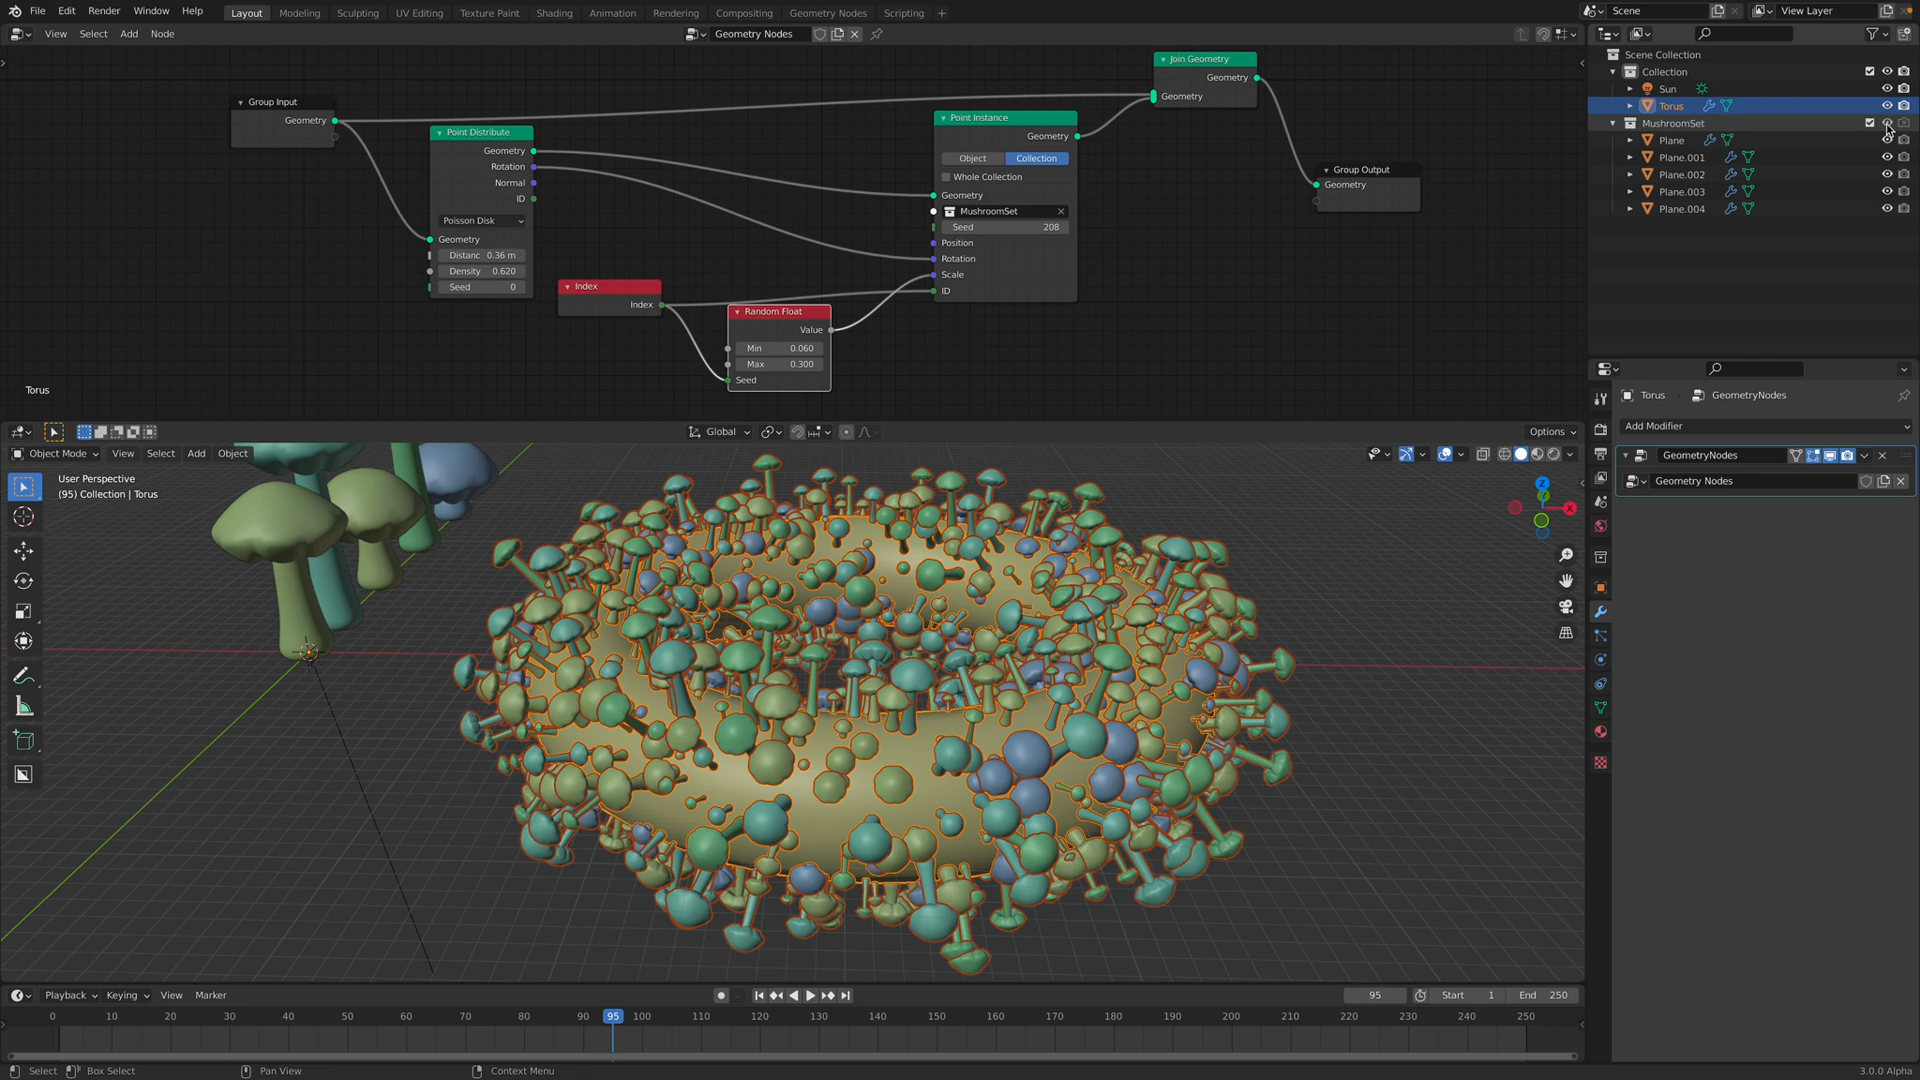 File Edit Render Window Help Layout Modeling Sculpting UV Editing Texture Paint Shading Animation Rendering Compositing Geometry Nodes Scripting + Scene View Layer
View Select Add Node Geometry Nodes
Scene Collection
Collection
Sun
Torus
MushroomSet
Plane
Plane.001
Plane.002
Plane.003
Plane.004
Group Input
Geometry
Point Distribute
Geometry
Rotation
Normal
ID
Poisson Disk
Geometry
Distanc 0.36 m
Density 0.620
Seed 0
Index
Index
Random Float
Value
Min 0.060
Max 0.300
Seed
Point Instance
Geometry
Object Collection
Whole Collection
Geometry
MushroomSet
Seed 208
Position
Rotation
Scale
ID
Join Geometry
Geometry
Geometry
Group Output
Geometry
Torus
Torus GeometryNodes
Add Modifier
GeometryNodes
Geometry Nodes
Global Options
Object Mode View Select Add Object
User Perspective
(95) Collection | Torus
Z
Y
X
Playback Keying View Marker 95 Start 1 End 250
0 10 20 30 40 50 60 70 80 90 95 100 110 120 130 140 150 160 170 180 190 200 210 220 230 240 250
Select Box Select Pan View Context Menu 3.0.0 Alpha